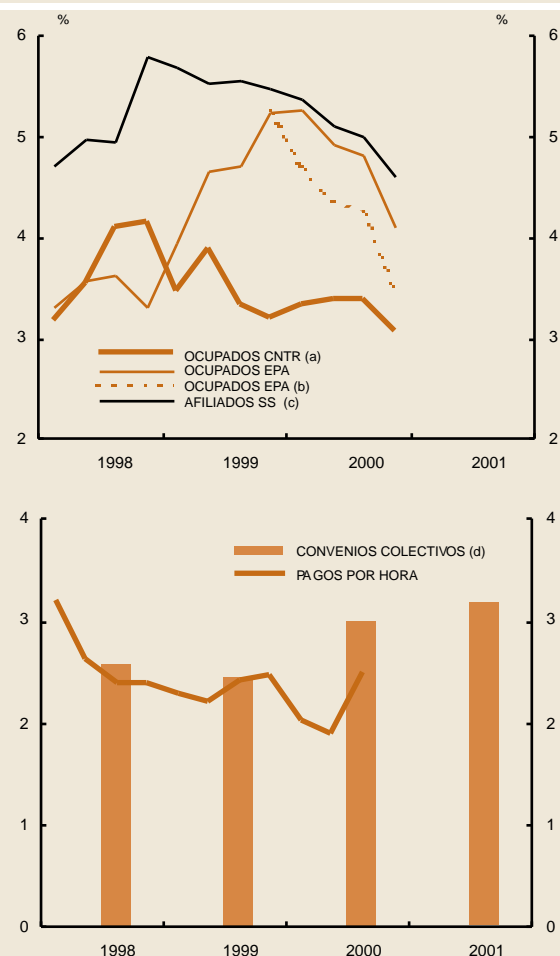 % %
6 6
5 5
4 4
3 3
OCUPADOS CNTR (a)
OCUPADOS EPA
OCUPADOS EPA (b)
AFILIADOS SS (c)
2 2
1998 1999 2000 2001
4 4
CONVENIOS COLECTIVOS (d)
PAGOS POR HORA
3 3
2 2
1 1
0 0
1998 1999 2000 2001